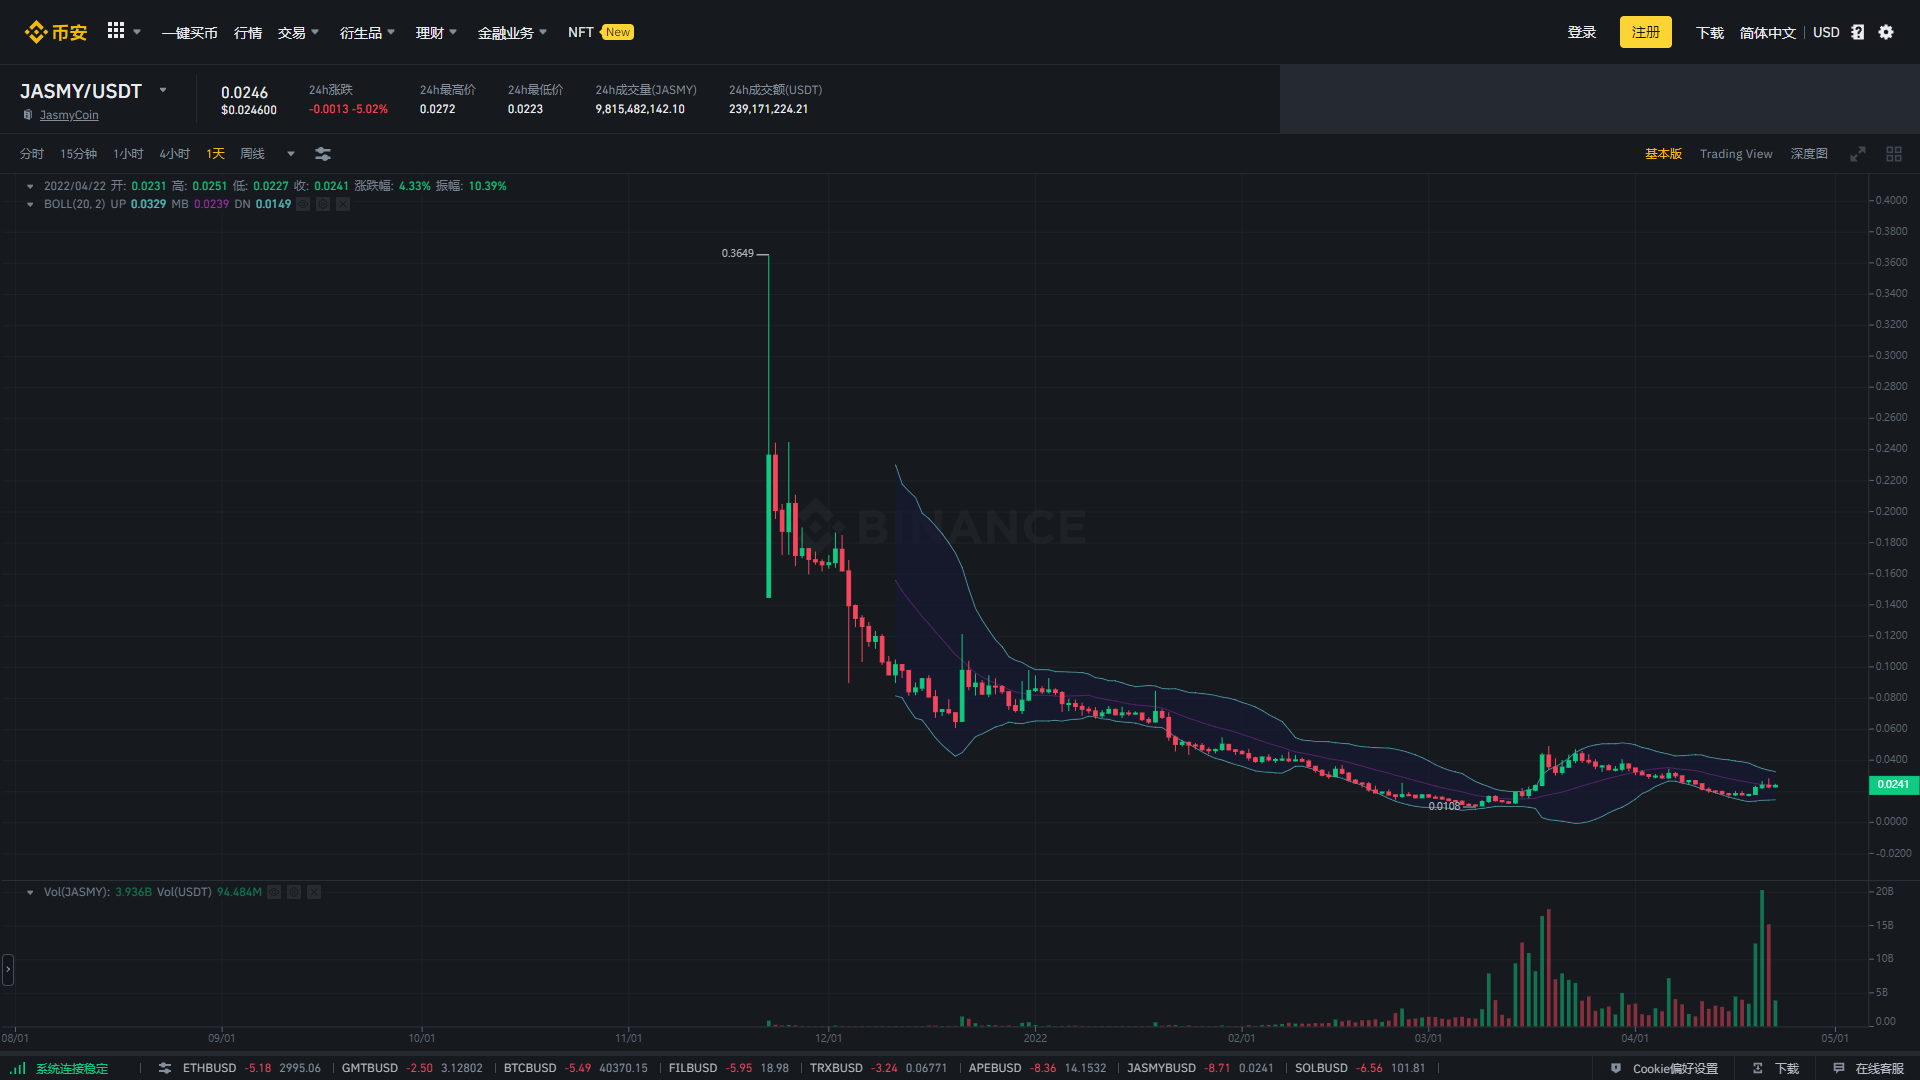 币安 一键买币 行情 交易 衍生品 理财 金融业务 NFT New 登录 注册 下载 简体中文 USD
JASMY/USDT 0.0246 24h涨跌 24h最高价 24h最低价 24h成交量(JASMY) 24h成交额(USDT)
JasmyCoin $0.024600 -0.0013 -5.02% 0.0272 0.0223 9,815,482,142.10 239,171,224.21
分时 15分钟 1小时 4小时 1天 周线 基本版 Trading View 深度图
2022/04/22 开: 0.0231 高: 0.0251 低: 0.0227 收: 0.0241 涨跌幅: 4.33% 振幅: 10.39%
BOLL(20, 2) UP 0.0329 MB 0.0239 DN 0.0149
0.4000
0.3800
0.3649
0.3600
0.3400
0.3200
0.3000
0.2800
0.2600
0.2400
0.2200
0.2000
BINANCE
0.1800
0.1600
0.1400
0.1200
0.1000
0.0800
0.0600
0.0400
0.0241
0.0108
0.0000
-0.0200
Vol(JASMY): 3.936B Vol(USDT) 94.484M
20B
15B
10B
5B
0.00
08/01 09/01 10/01 11/01 12/01 2022 02/01 03/01 04/01 05/01
系统连接稳定 ETHBUSD -5.18 2995.06 GMTBUSD -2.50 3.12802 BTCBUSD -5.49 40370.15 FILBUSD -5.95 18.98 TRXBUSD -3.24 0.06771 APEBUSD -8.36 14.1532 JASMYBUSD -8.71 0.0241 SOLBUSD -6.56 101.81 Cookie偏好设置 下载 在线客服